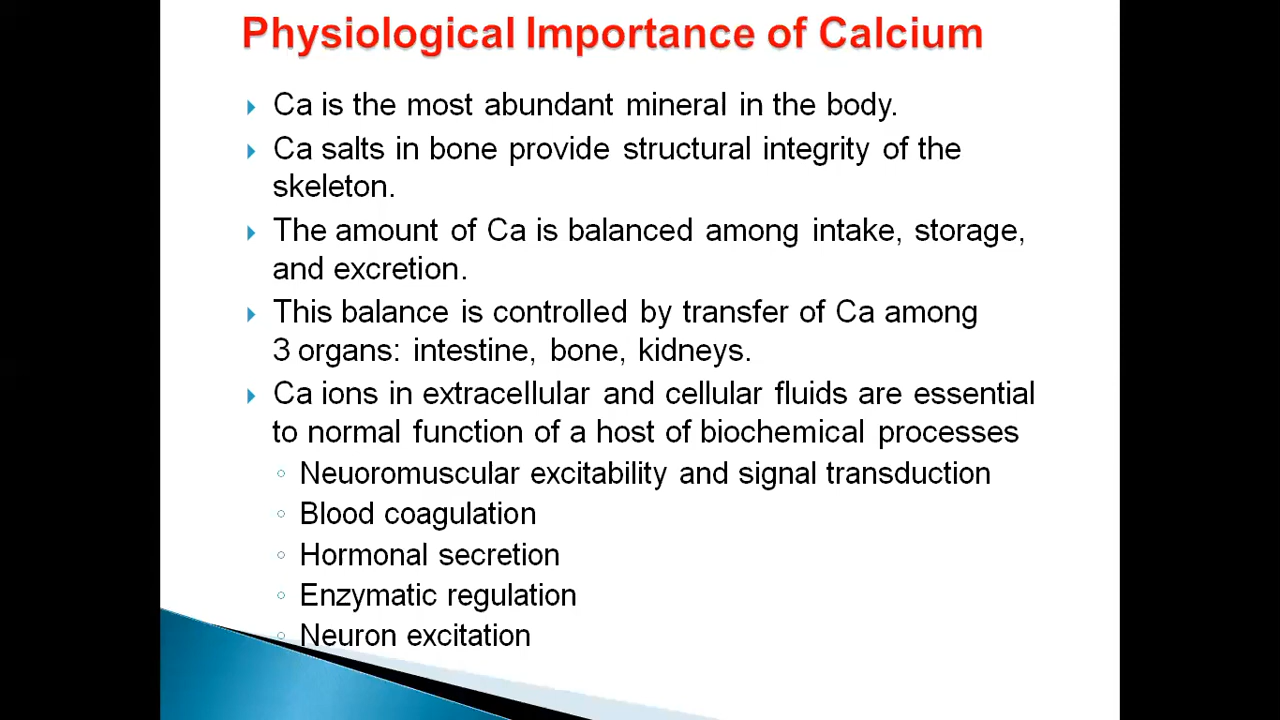 Physiological Importance of Calcium
Ca is the most abundant mineral in the body.
Ca salts in bone provide structural integrity of the
skeleton.
The amount of Ca is balanced among intake, storage,
and excretion.
This balance is controlled by transfer of Ca among
3 organs: intestine, bone, kidneys.
Ca ions in extracellular and cellular fluids are essential
to normal function of a host of biochemical processes
Neuoromuscular excitability and signal transduction
Blood coagulation
Hormonal secretion
Enzymatic regulation
Neuron excitation